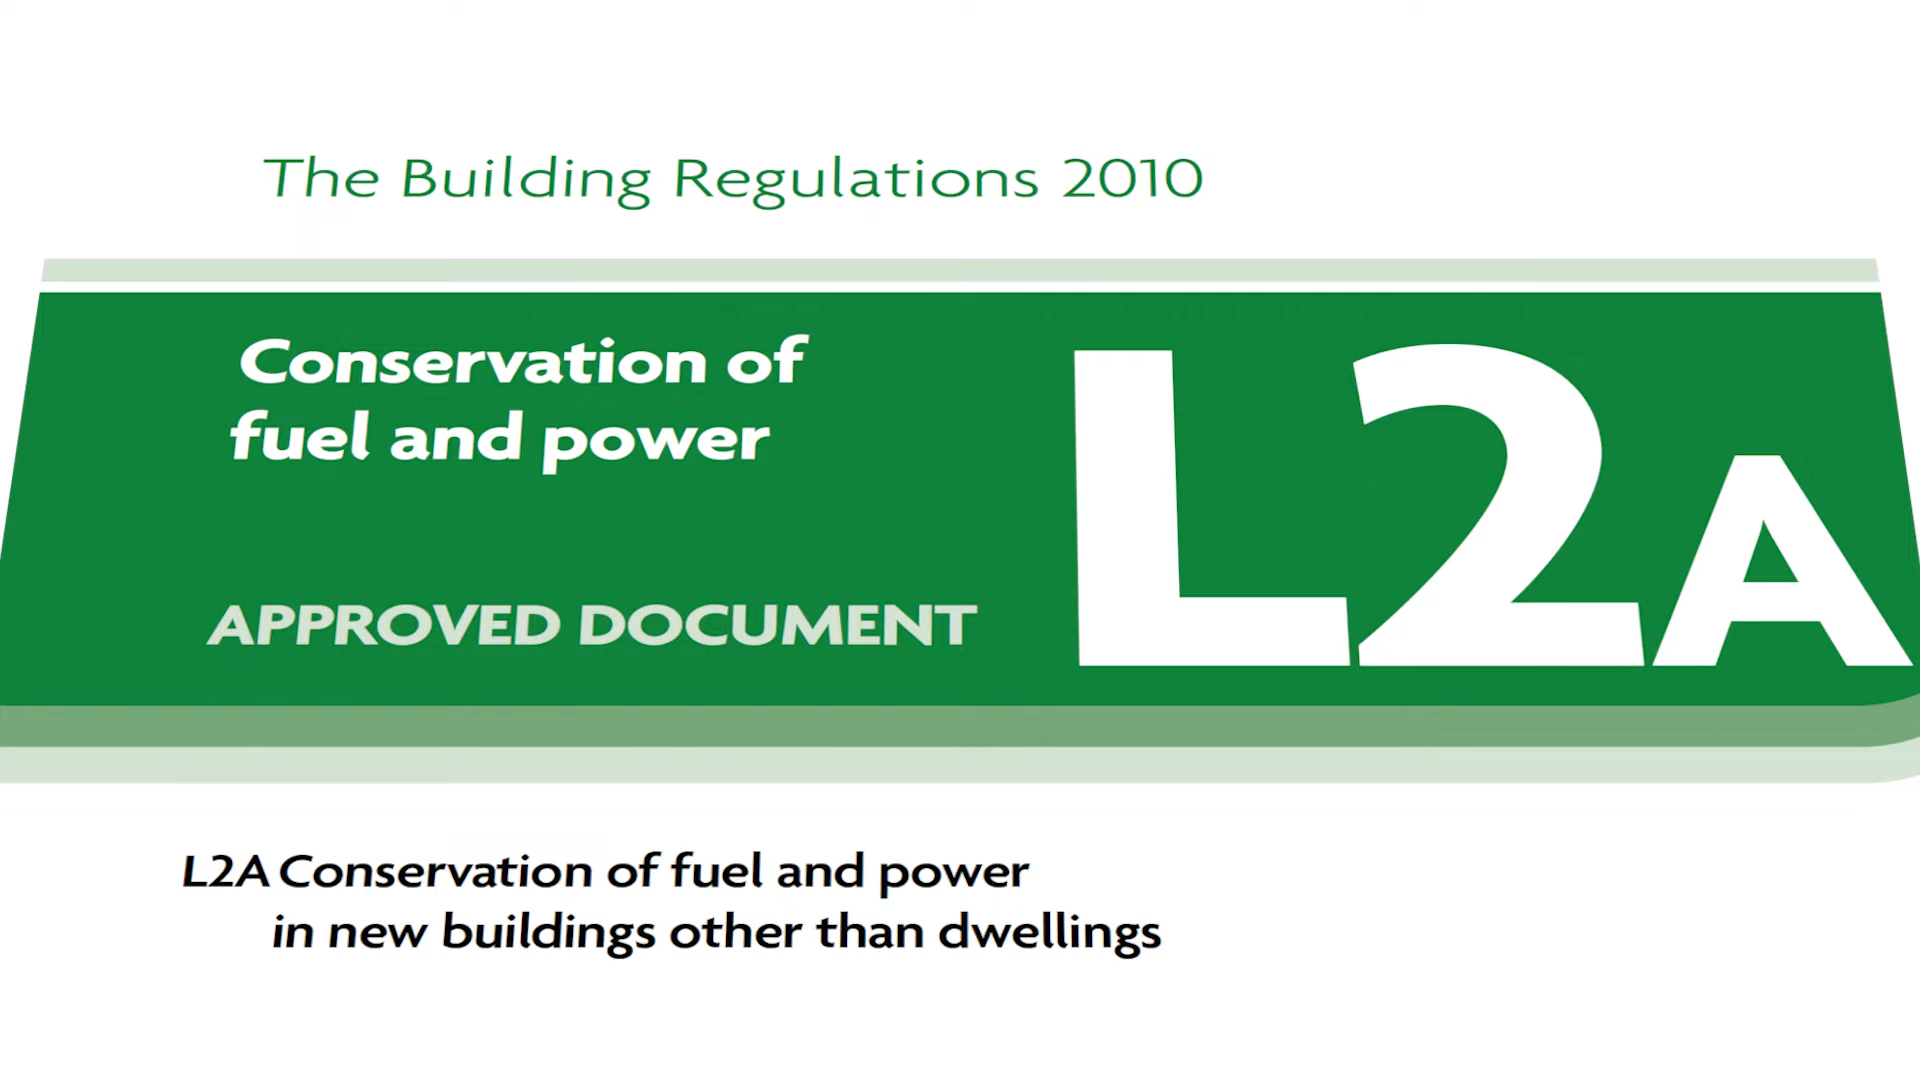 The Building Regulations 2010
Conservation of
fuel and power
APPROVED DOCUMENT
L2A
L2A Conservation of fuel and power
in new buildings other than dwellings